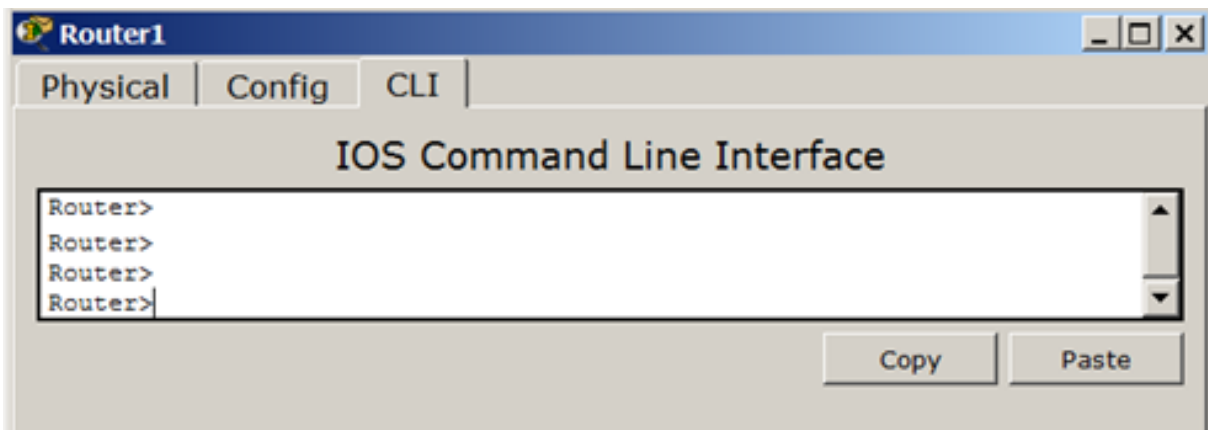 Router1
Physical Config CLI
IOS Command Line Interface
Router>
Router>
Router>
Router>
Copy Paste